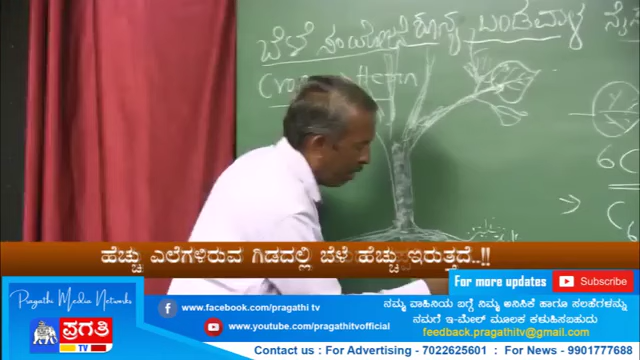 ಹೆಚ್ಚು ಎಲೆಗಳಿರುವ ಗಿಡದಲ್ಲಿ ಬೆಳೆ ಹೆಚ್ಚು ಇರುತ್ತದೆ..!!
For more updates
Subscribe
Pragathi Media Networks
ಪ್ರಗತಿ
TV
www.facebook.com/pragathi tv
www.youtube.com/pragathitvofficial
ನಮ್ಮ ವಾಹಿನಿಯ ಬಗ್ಗೆ ನಿಮ್ಮ ಅನಿಸಿಕೆ ಹಾಗೂ ಸಲಹೆಗಳನ್ನು
ನಮಗೆ ಇ-ಮೇಲ್ ಮೂಲಕ ಕಳುಹಿಸಬಹುದು
feedback.pragathitv@gmail.com
Contact us : For Advertising - 7022625601 : For News - 9901777688